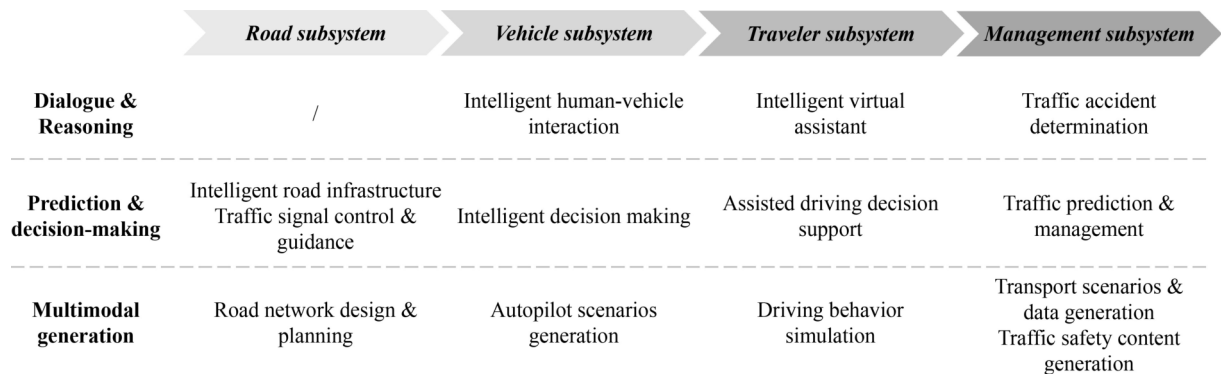 Road subsystem
Vehicle subsystem
Traveler subsystem
Management subsystem
Dialogue &
Reasoning
/
Intelligent human-vehicle
interaction
Intelligent virtual
assistant
Traffic accident
determination
Prediction &
decision-making
Intelligent road infrastructure
Traffic signal control &
guidance
Intelligent decision making
Assisted driving decision
support
Traffic prediction &
management
Multimodal
generation
Road network design &
planning
Autopilot scenarios
generation
Driving behavior
simulation
Transport scenarios &
data generation
Traffic safety content
generation